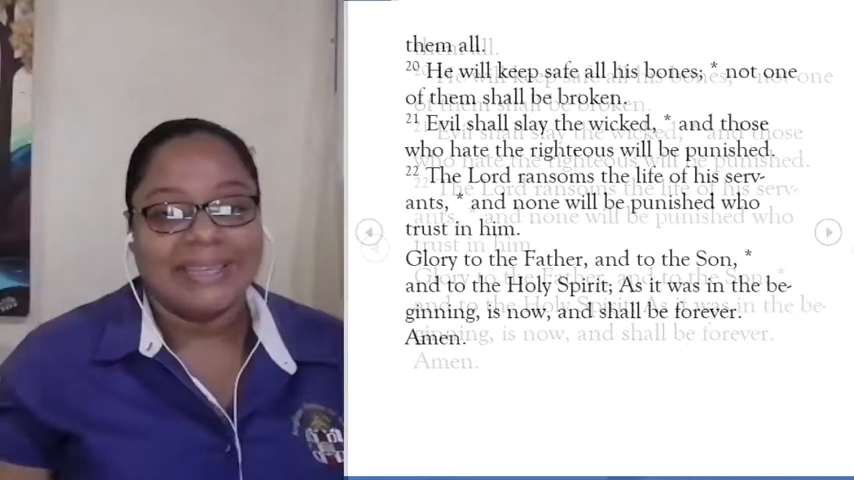 them all.
20 He will keep safe all his bones; * not one
of them shall be broken.
21 Evil shall slay the wicked, * and those
who hate the righteous will be punished.
22 The Lord ransoms the life of his serv-
ants, * and none will be punished who
trust in him.
Glory to the Father, and to the Son, *
and to the Holy Spirit; As it was in the be-
ginning, is now, and shall be forever.
Amen.